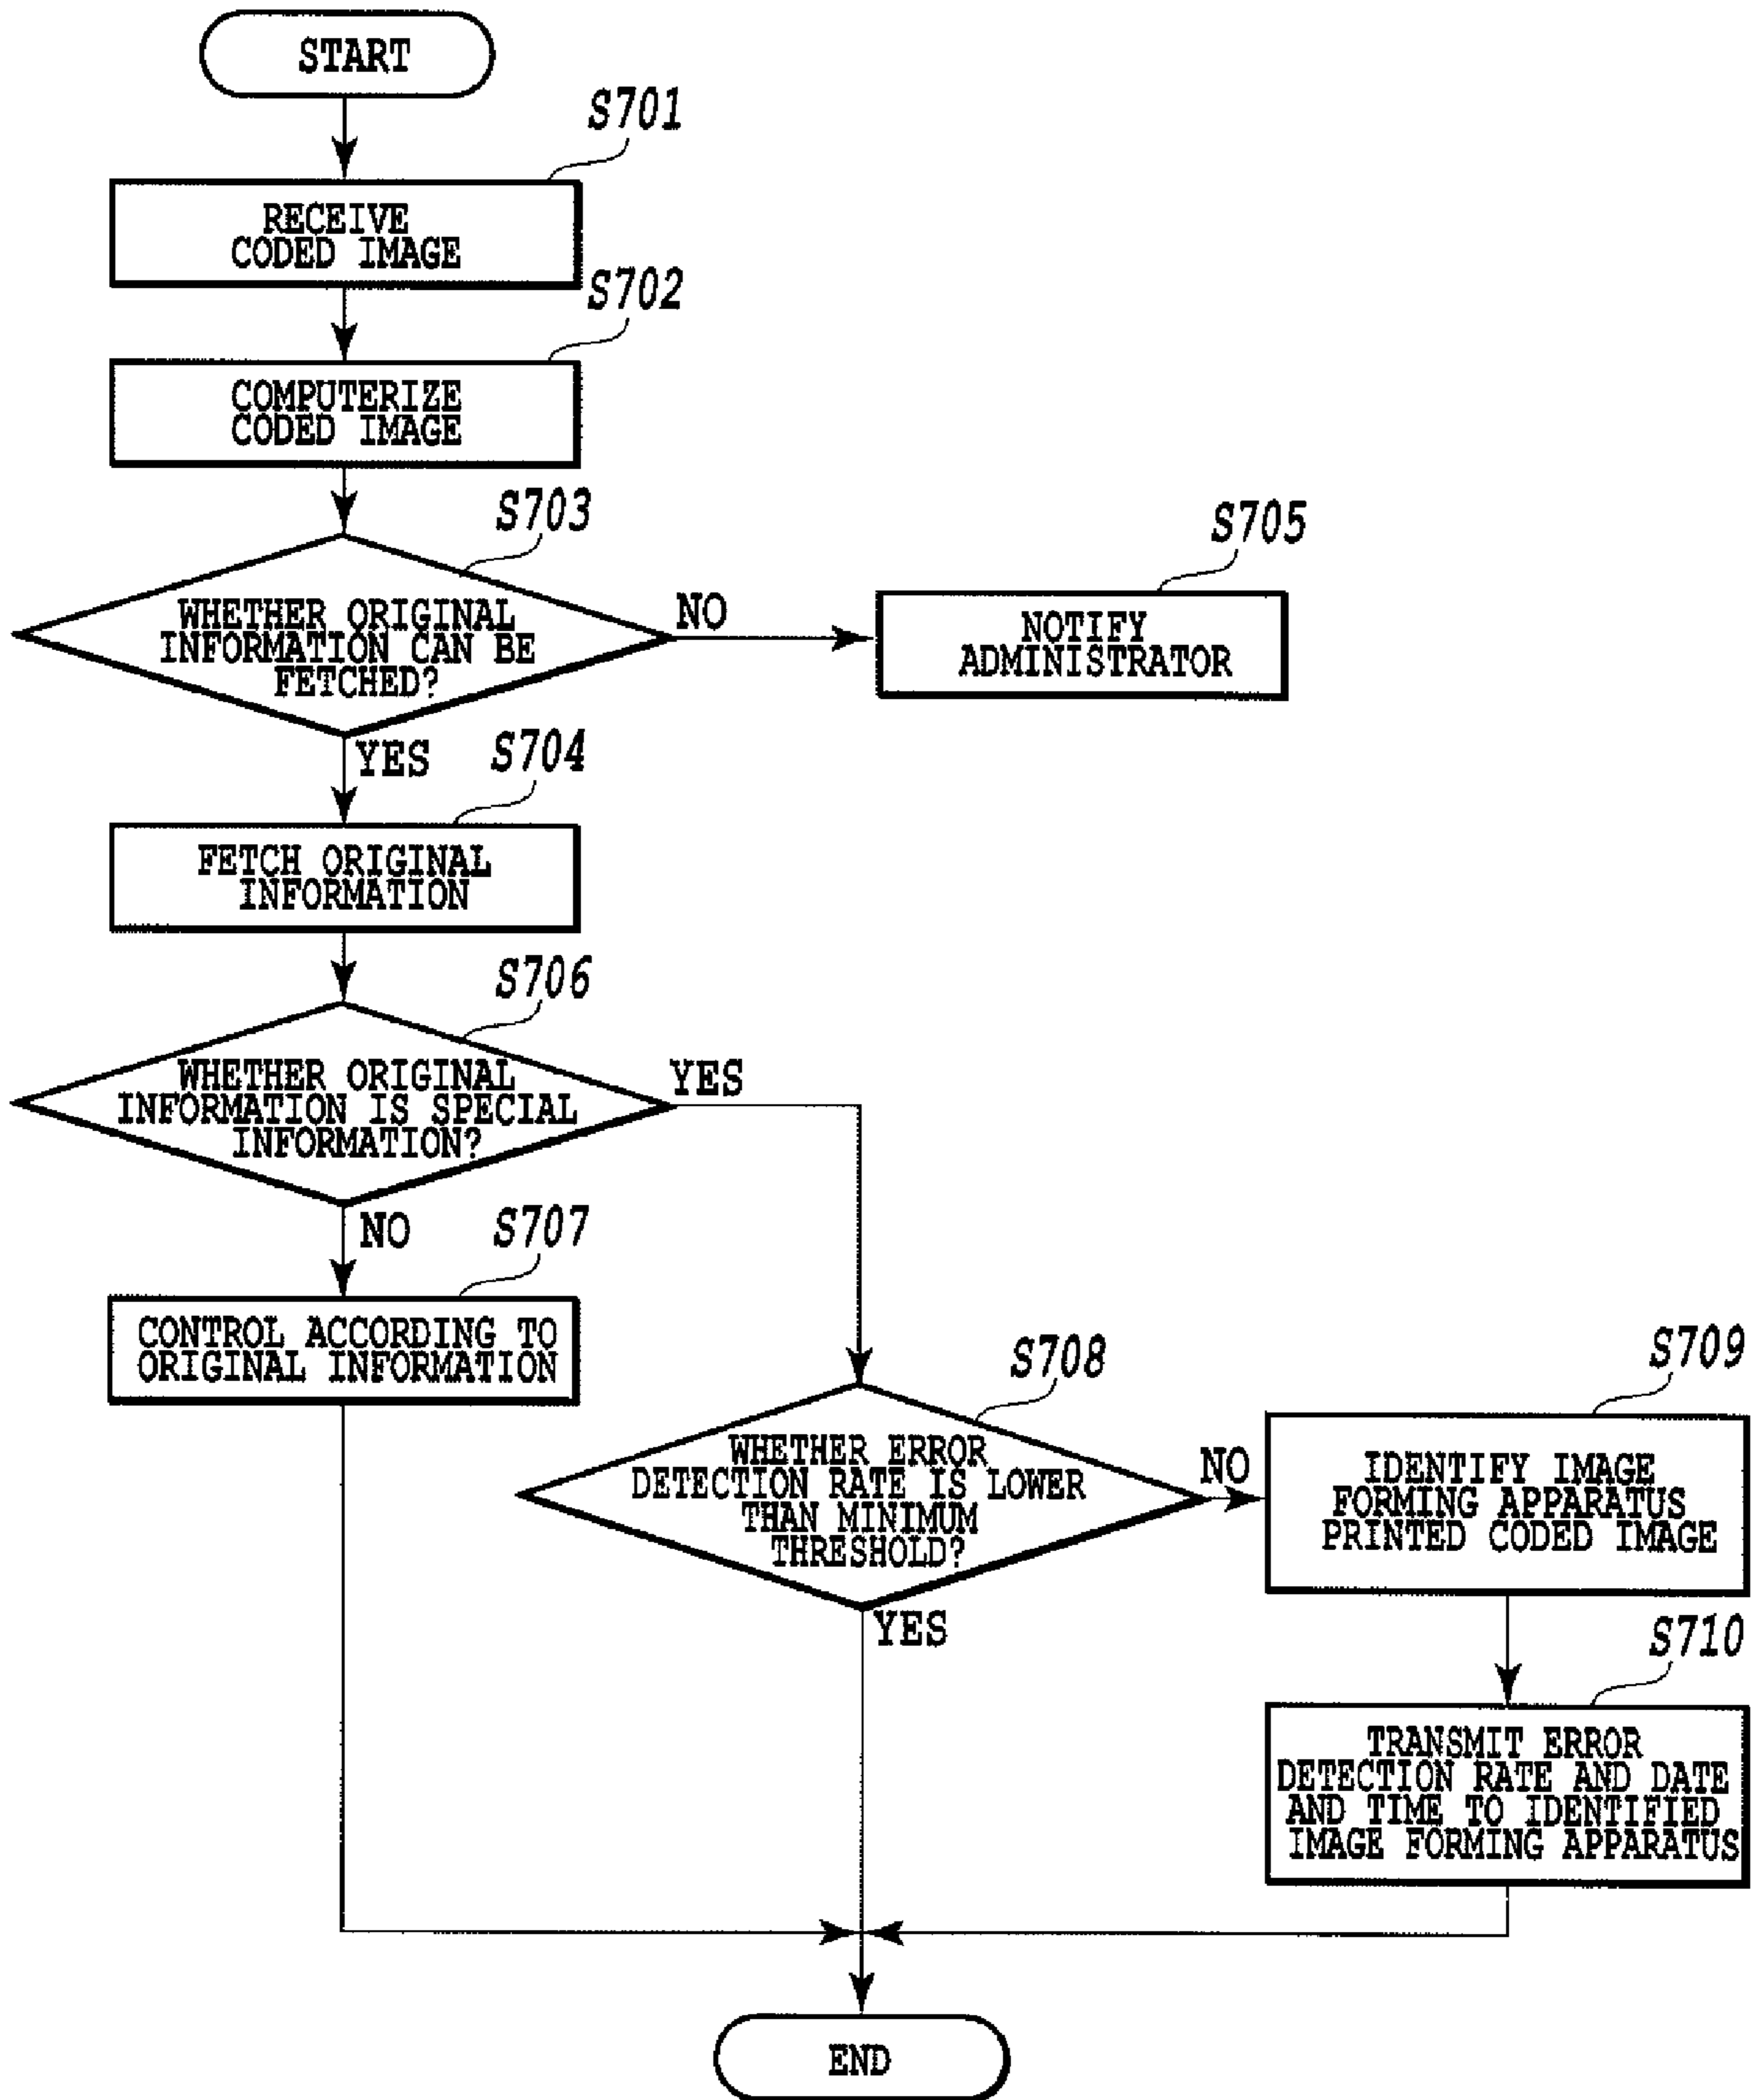 START
S701
RECEIVE
CODED IMAGE
S702
COMPUTERIZE
CODED IMAGE
S703
WHETHER ORIGINAL
INFORMATION CAN BE
FETCHED?
NO
S705
NOTIFY
ADMINISTRATOR
YES
S704
FETCH ORIGINAL
INFORMATION
S706
WHETHER ORIGINAL
INFORMATION IS SPECIAL
INFORMATION?
YES
NO
S707
CONTROL ACCORDING TO
ORIGINAL INFORMATION
S708
WHETHER ERROR
DETECTION RATE IS LOWER
THAN MINIMUM
THRESHOLD?
NO
YES
S709
IDENTIFY IMAGE
FORMING APPARATUS
PRINTED CODED IMAGE
S710
TRANSMIT ERROR
DETECTION RATE AND DATE
AND TIME TO IDENTIFIED
IMAGE FORMING APPARATUS
END